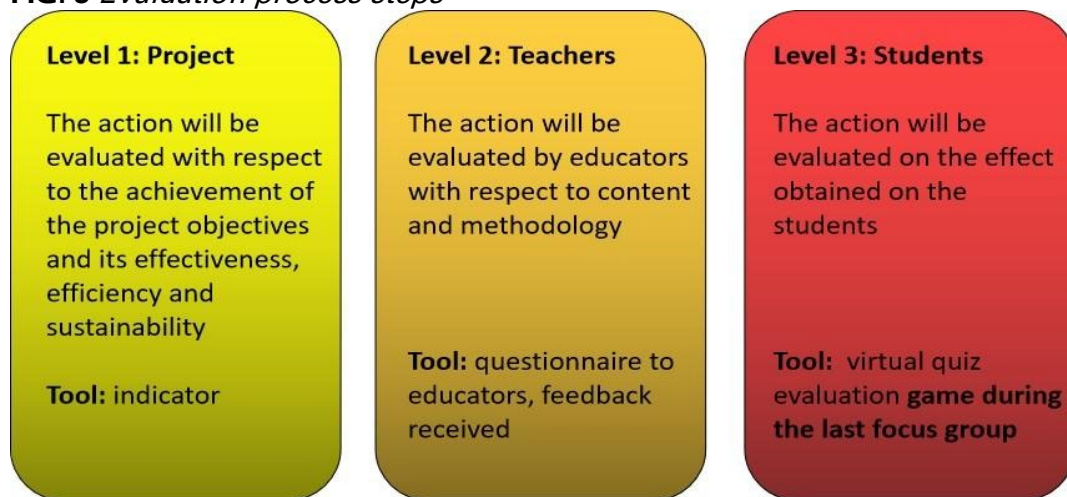 Evaluation process steps
Level 1: Project
The action will be
evaluated with respect
to the achievement of
the project objectives
and its effectiveness,
efficiency and
sustainability
Tool: indicator
Level 2: Teachers
The action will be
evaluated by educators
with respect to content
and methodology
Tool: questionnaire to
educators, feedback
received
Level 3: Students
The action will be
evaluated on the effect
obtained on the
students
Tool: virtual quiz
evaluation game during
the last focus group